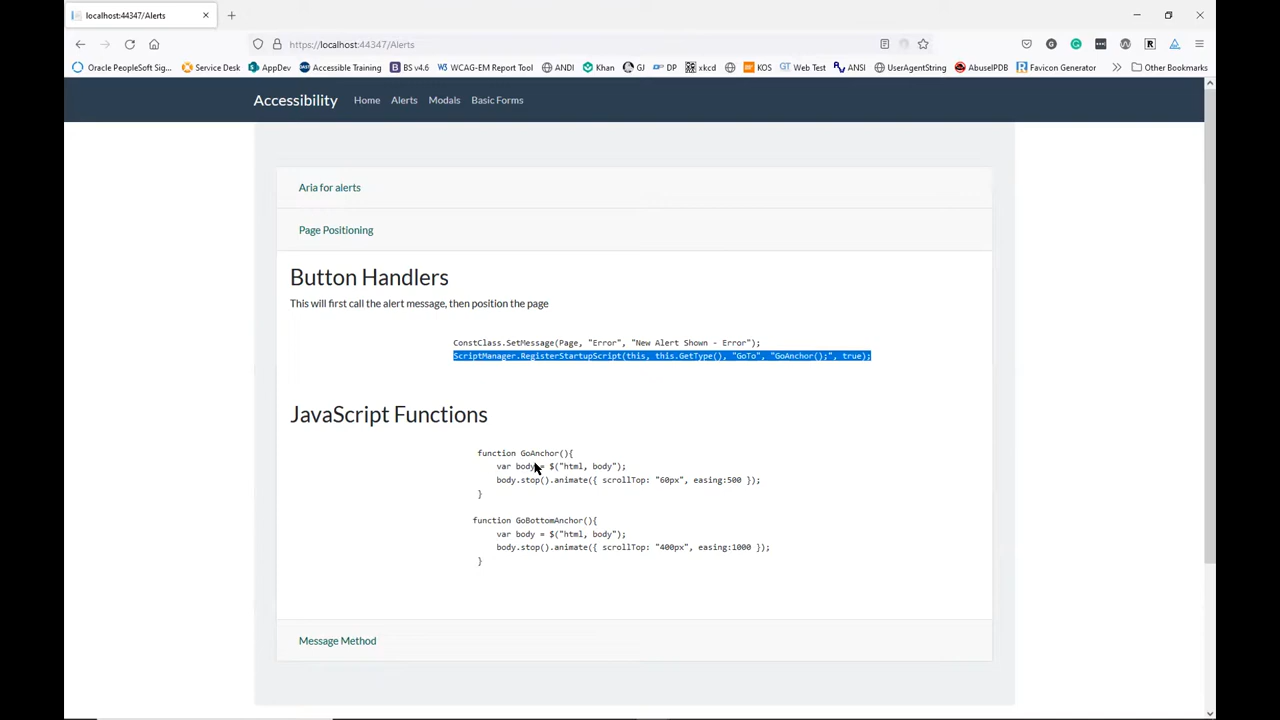 localhost:44347/Alerts
https://localhost:44347/Alerts
Oracle PeopleSoft Sig... Service Desk AppDev Accessible Training BS v4.6 WCAG-EM Report Tool ANDI Khan GJ DP xkcd KOS Web Test ANSI UserAgentString AbuseIPDB Favicon Generator Other Bookmarks
Accessibility Home Alerts Modals Basic Forms
Aria for alerts
Page Positioning
Button Handlers
This will first call the alert message, then position the page
ConstClass.SetMessage(Page, "Error", "New Alert Shown - Error");
ScriptManager.RegisterStartupScript(this, this.GetType(), "GoTo", "GoAnchor();", true);
JavaScript Functions
function GoAnchor(){
var body = $("html, body");
body.stop().animate({ scrollTop: "60px", easing:500 });
}
function GoBottomAnchor(){
var body = $("html, body");
body.stop().animate({ scrollTop: "400px", easing:1000 });
}
Message Method